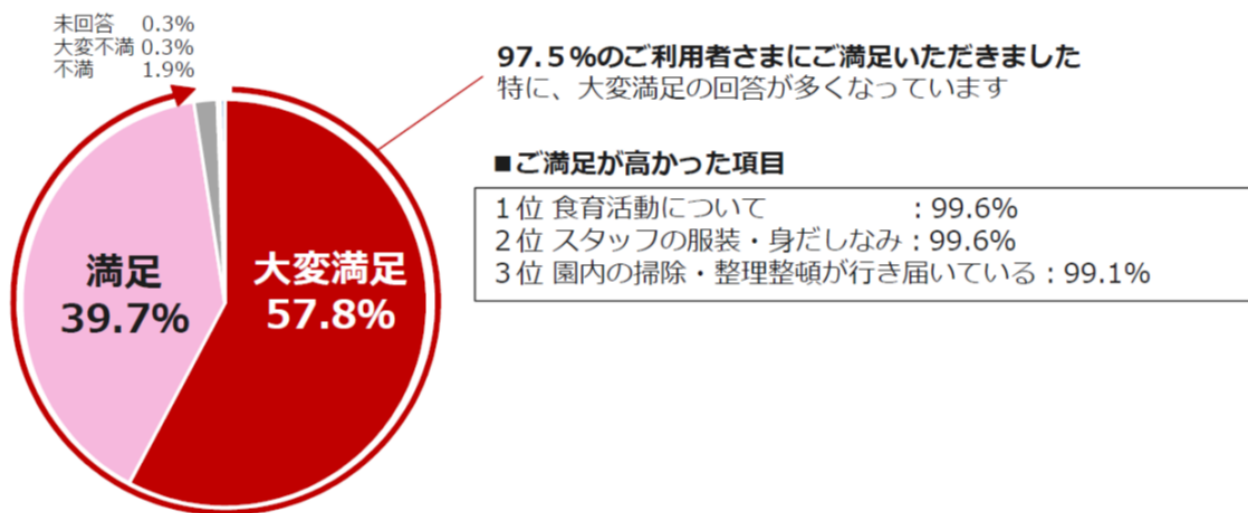 未回答 0.3%
大変不満 0.3%
不満 1.9%
97.5%のご利用者さまにご満足いただきました
特に、大変満足の回答が多くなっています
■ご満足が高かった項目
1位 食育活動について :99.6%
2位 スタッフの服装・身だしなみ:99.6%
3位 園内の掃除・整理整頓が行き届いている:99.1%
満足
39.7%
大変満足
57.8%